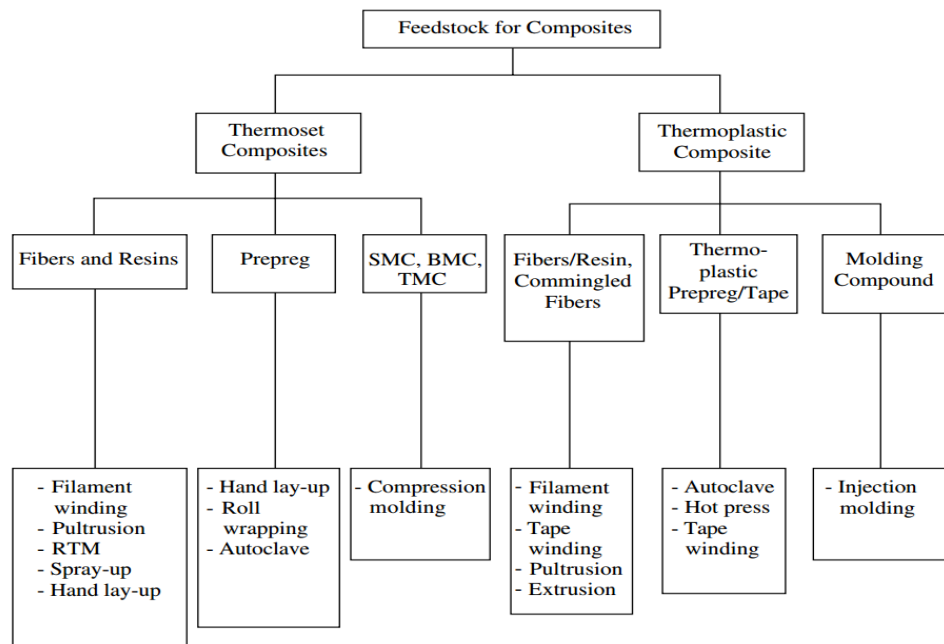 Feedstock for Composites
Thermoset
Composites
Thermoplastic
Composite
Fibers and Resins
Prepreg
SMC, BMC,
TMC
Fibers/Resin,
Commingled
Fibers
Thermo-
plastic
Prepreg/Tape
Molding
Compound
- Filament
winding
- Pultrusion
- RTM
- Spray-up
- Hand lay-up
- Hand lay-up
- Roll
wrapping
- Autoclave
- Compression
molding
- Filament
winding
- Tape
winding
- Pultrusion
- Extrusion
- Autoclave
- Hot press
- Tape
winding
- Injection
molding